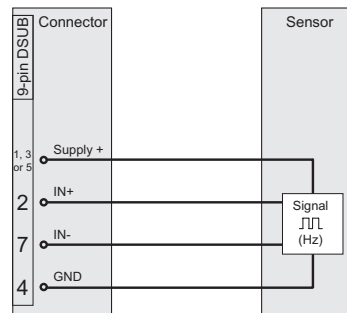 Connector
Sensor
9-pin DSUB
1, 3
or 5
Supply +
2
IN+
7
IN-
4
GND
Signal
(Hz)